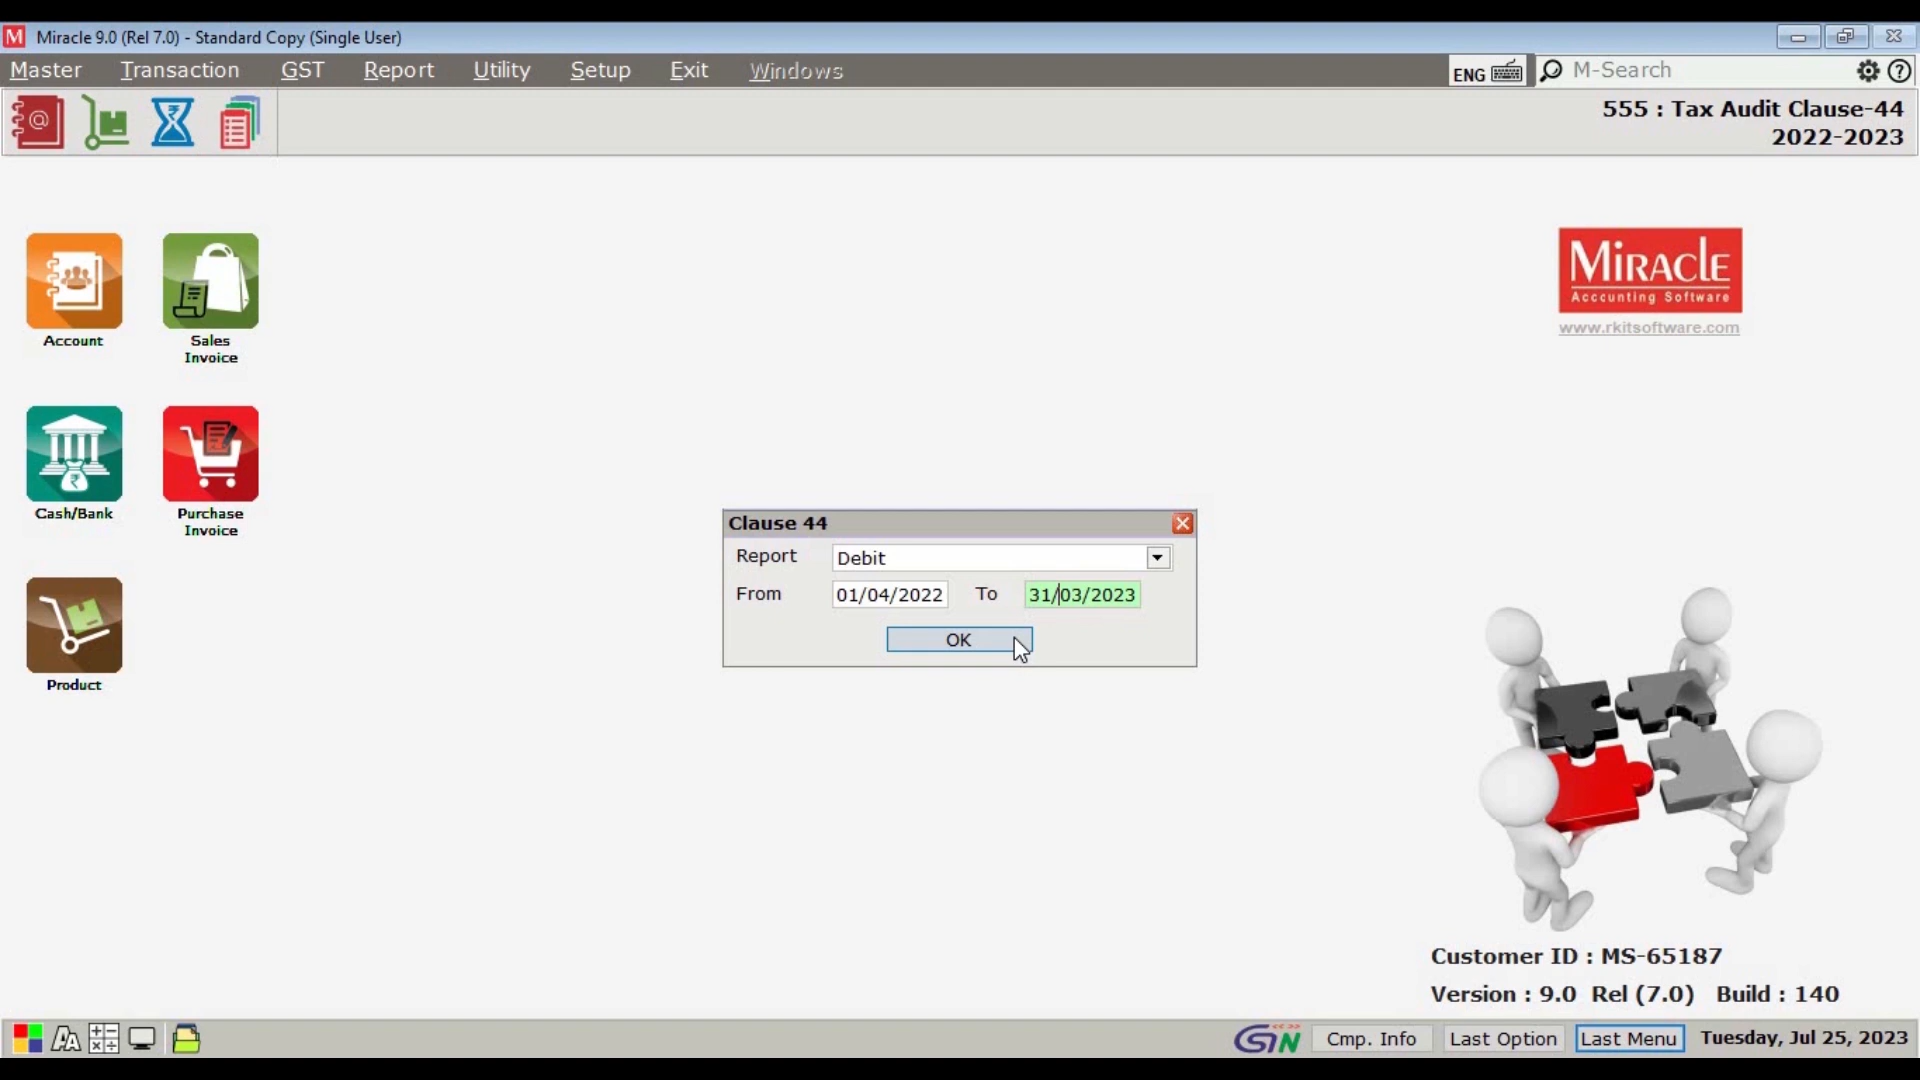 M Miracle 9.0 (Rel 7.0) - Standard Copy (Single User)
Master Transaction GST Report Utility Setup Exit Windows ENG M-Search ?
555 : Tax Audit Clause-44
2022-2023
Account
Sales
Invoice
MIRACLE
Accounting Software
www.rkitsoftware.com
Cash/Bank
Purchase
Invoice
Product
Clause 44
Report Debit
From 01/04/2022 To 31/03/2023
OK
Customer ID : MS-65187
Version : 9.0 Rel (7.0) Build : 140
GSTN Cmp. Info Last Option Last Menu Tuesday, Jul 25, 2023